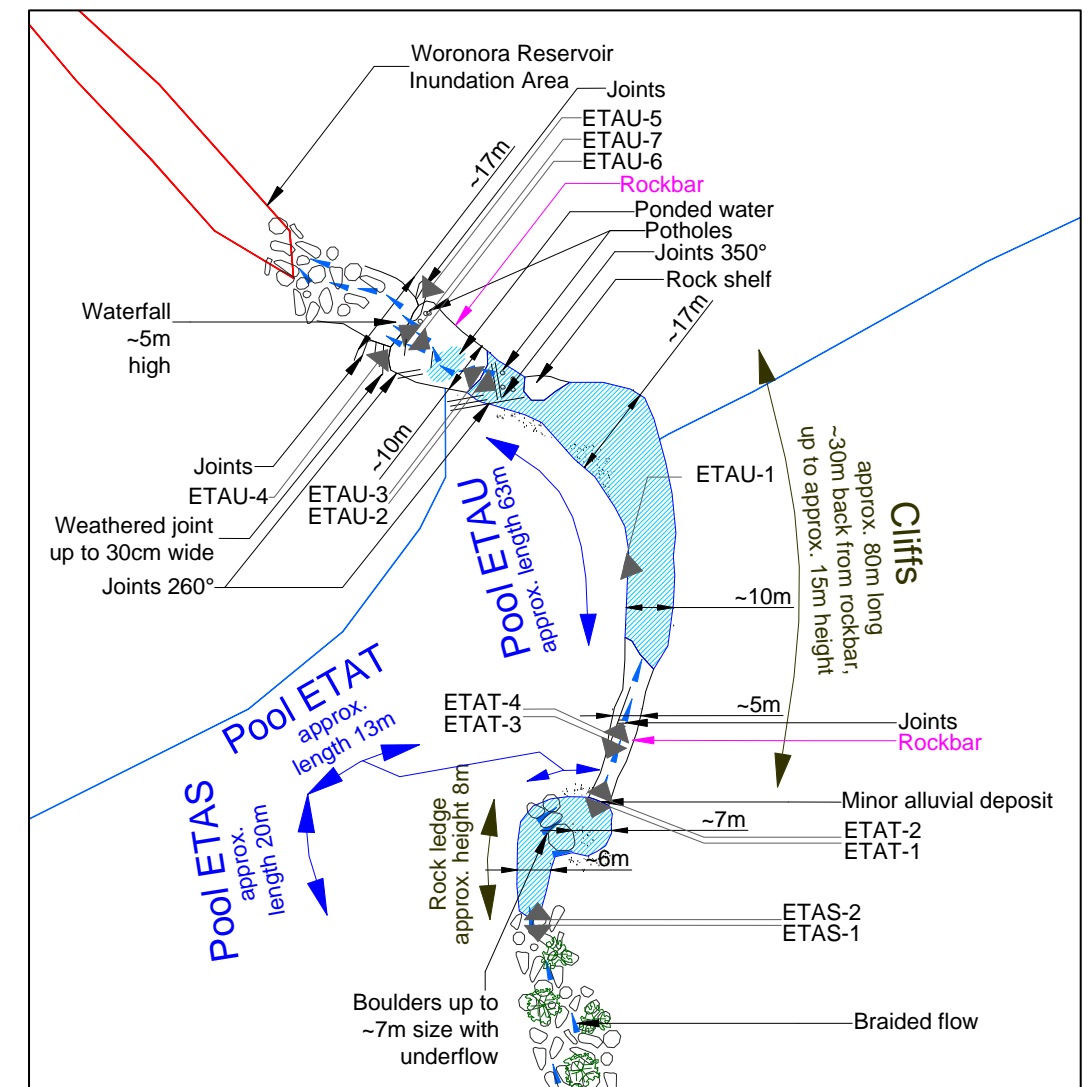 Woronora Reservoir
Inundation Area
Joints
ETAU-5
ETAU-7
ETAU-6
~17m
Rockbar
Ponded water
Potholes
Joints 350°
Rock shelf
~17m
Waterfall
~5m
high
~10m
Joints
ETAU-4
ETAU-3
ETAU-2
Weathered joint
up to 30cm wide
Joints 260°
Pool ETAU
approx. length 63m
ETAU-1
~10m
Cliffs
approx. 80m long
~30m back from rockbar,
up to approx. 15m height
Pool ETAT
approx.
length 13m
ETAT-4
ETAT-3
~5m
Joints
Rockbar
Pool ETAS
approx.
length 20m
Rock ledge
approx. height 8m
Minor alluvial deposit
~7m
ETAT-2
ETAT-1
~6m
ETAS-2
ETAS-1
Boulders up to
~7m size with
underflow
Braided flow